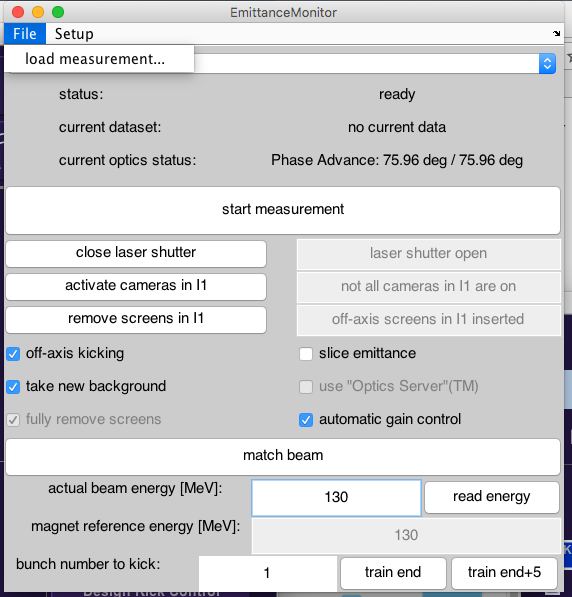 EmittanceMonitor
File Setup
load measurement...
status: ready
current dataset: no current data
current optics status: Phase Advance: 75.96 deg / 75.96 deg
start measurement
close laser shutter laser shutter open
activate cameras in I1 not all cameras in I1 are on
remove screens in I1 off-axis screens in I1 inserted
off-axis kicking slice emittance
take new background use "Optics Server"(TM)
fully remove screens automatic gain control
match beam
actual beam energy [MeV]: 130 read energy
magnet reference energy [MeV]: 130
bunch number to kick: 1 train end train end+5
Design Kick Control